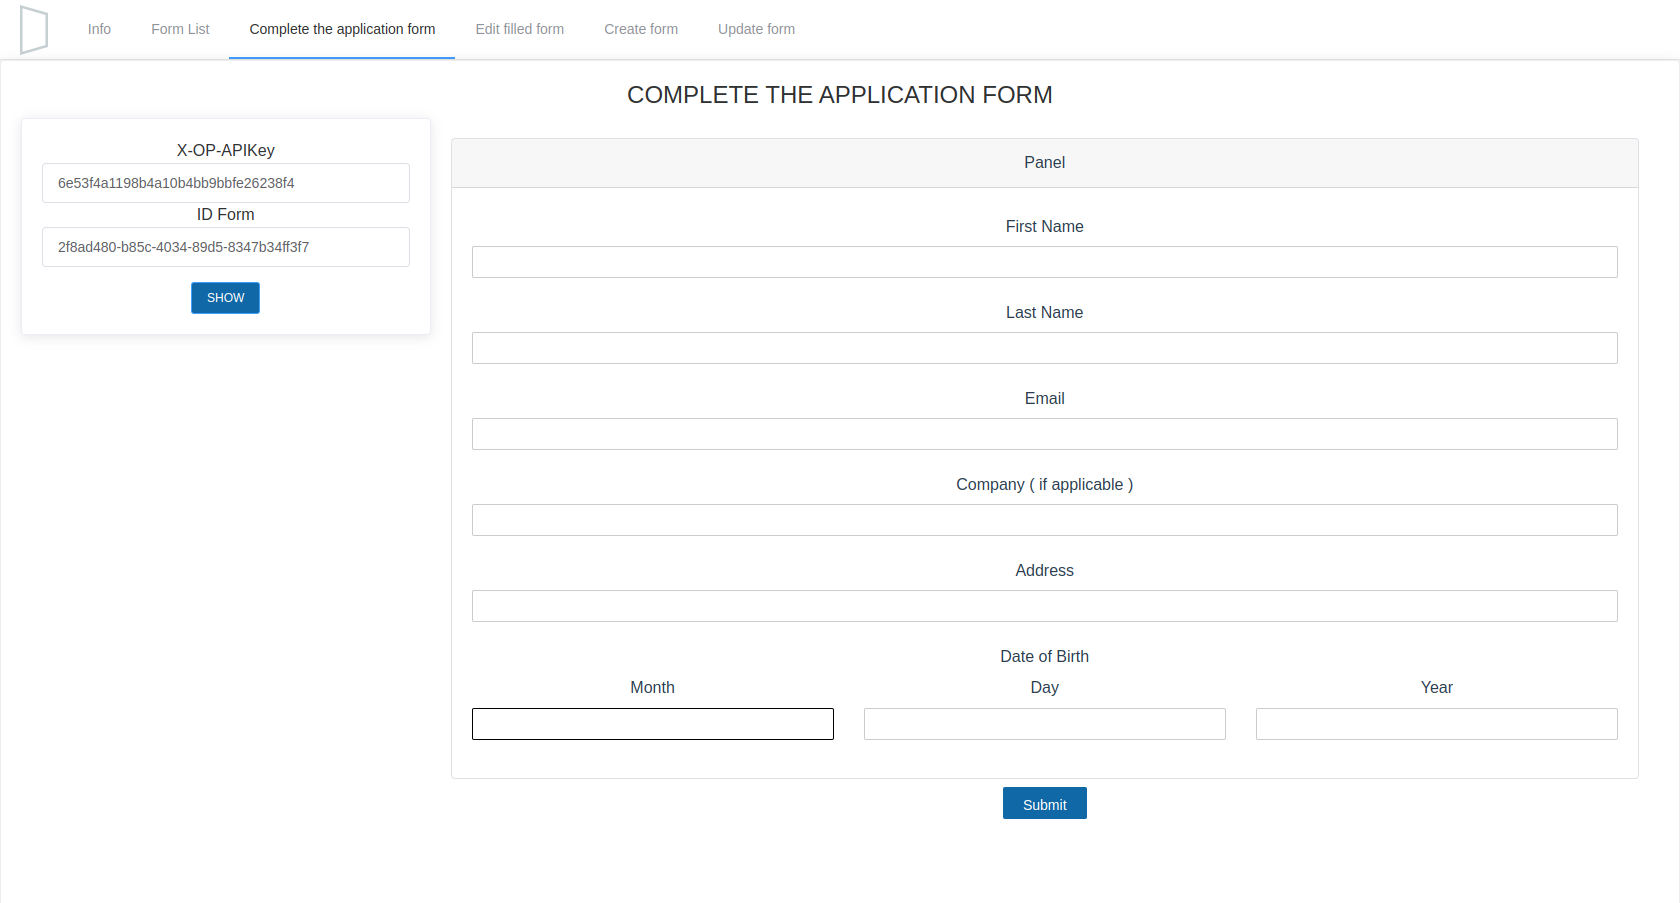 Info Form List Complete the application form Edit filled form Create form Update form
COMPLETE THE APPLICATION FORM
X-OP-APIKey
6e53f4a1198b4a10b4bb9bbfe26238f4
ID Form
2f8ad480-b85c-4034-89d5-8347b34ff3f7
SHOW
Panel
First Name
Last Name
Email
Company ( if applicable )
Address
Date of Birth
Month Day Year
Submit